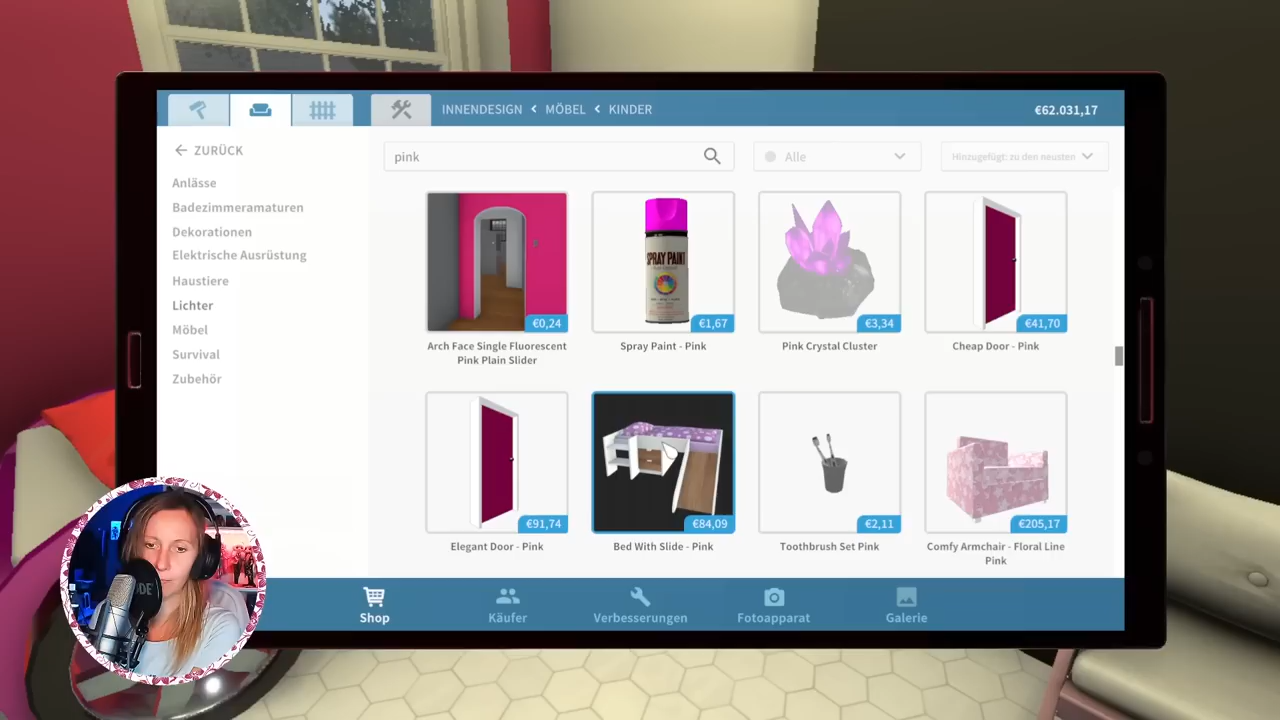 INNENDESIGN < MÖBEL < KINDER
€62.031,17
ZURÜCK
pink
Alle
Hinzugefügt: zu den neusten
Anlässe
Badezimmeramaturen
Dekorationen
Elektrische Ausrüstung
Haustiere
Lichter
Möbel
Survival
Zubehör
€0,24
Arch Face Single Fluorescent
Pink Plain Slider
SPRAY PAINT
€1,67
Spray Paint - Pink
€3,34
Pink Crystal Cluster
€41,70
Cheap Door - Pink
€91,74
Elegant Door - Pink
€84,09
Bed With Slide - Pink
€2,11
Toothbrush Set Pink
€205,17
Comfy Armchair - Floral Line
Pink
Shop
Käufer
Verbesserungen
Fotoapparat
Galerie